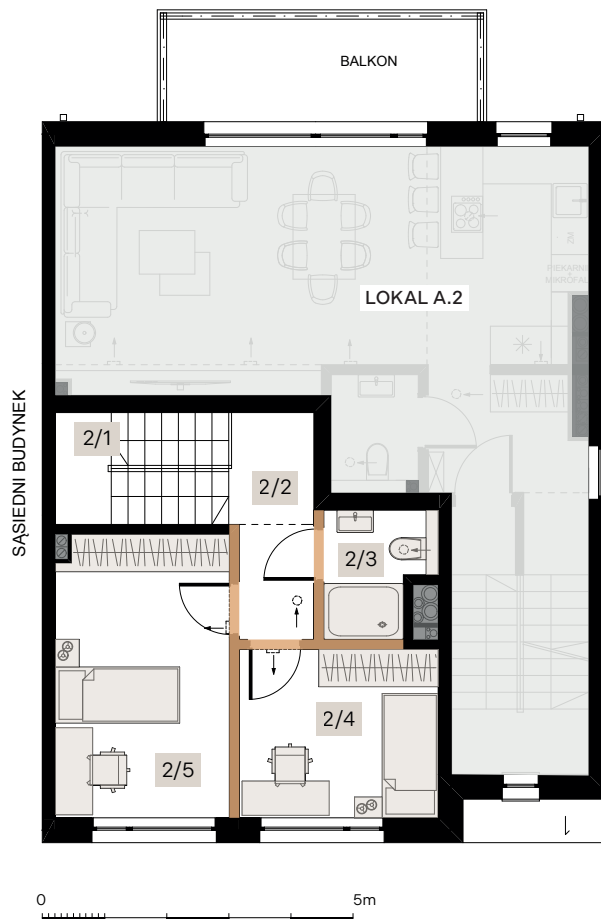 BALKON
ZM
PIEKARNIK
MIKROFALA
LOKAL A.2
SĄSIEDNI BUDYNEK
2/1
2/2
2/3
2/4
2/5
0
5m